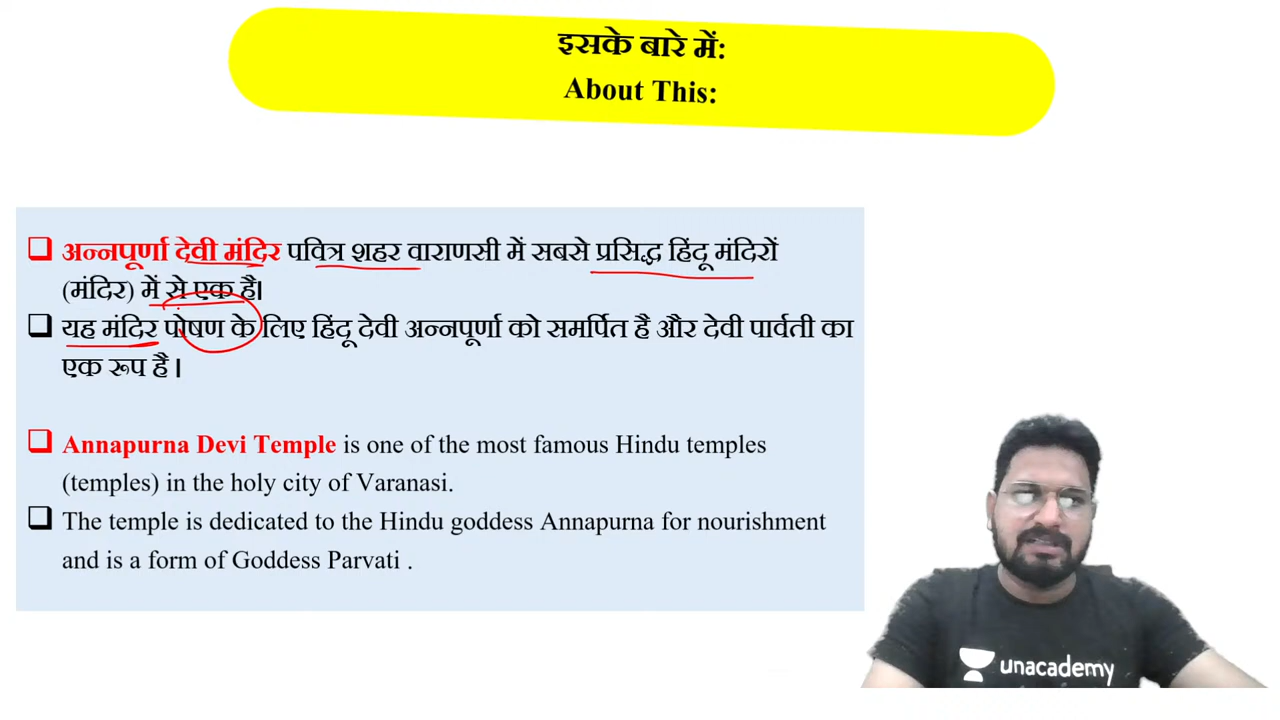 इसके बारे में:
About This:
अन्नपूर्णा देवी मंदिर पवित्र शहर वाराणसी में सबसे प्रसिद्ध हिंदू मंदिरों
(मंदिर) में से एक है।
यह मंदिर पोषण के लिए हिंदू देवी अन्नपूर्णा को समर्पित है और देवी पार्वती का
एक रूप है ।
Annapurna Devi Temple is one of the most famous Hindu temples
(temples) in the holy city of Varanasi.
The temple is dedicated to the Hindu goddess Annapurna for nourishment
and is a form of Goddess Parvati .
unacademy